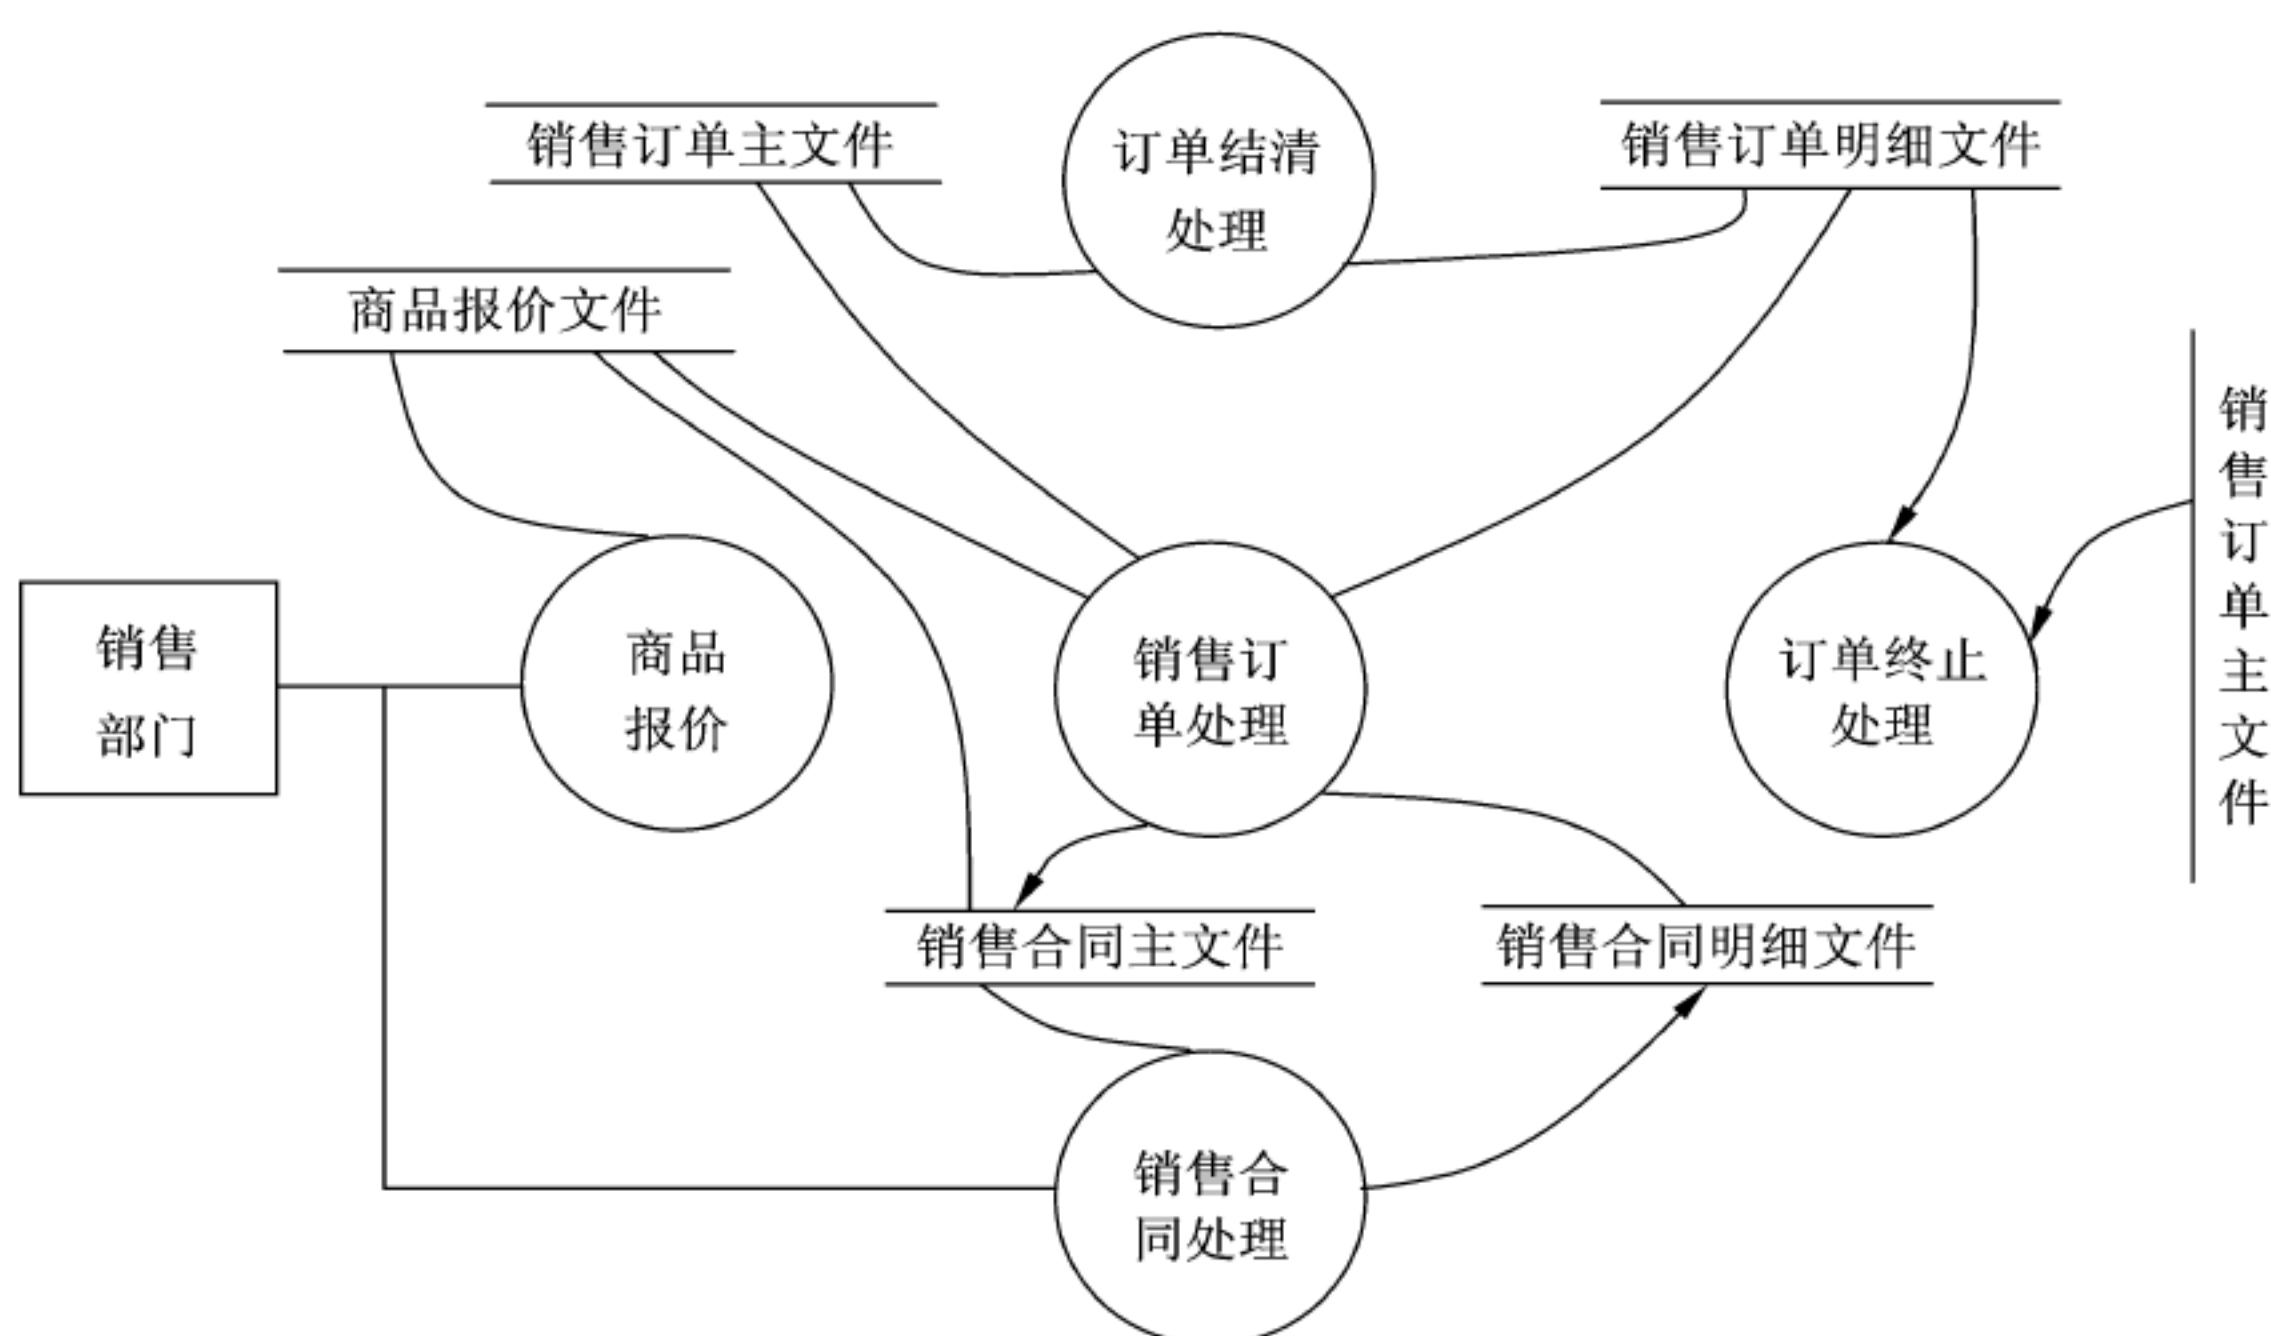 销售订单主文件
订单结清
处理
销售订单明细文件
商品报价文件
销售订单主文件
销售
部门
商品
报价
销售订
单处理
订单终止
处理
销售合同主文件
销售合同明细文件
销售合
同处理